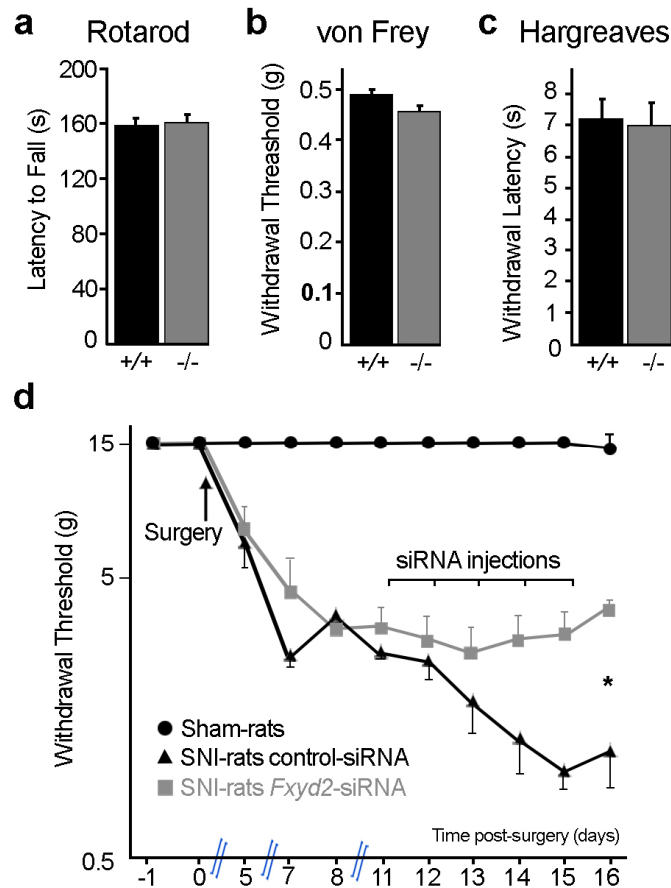 a Rotarod
Latency to Fall (s)
200
160
120
80
40
0
+/+ -/-
b von Frey
Withdrawal Threashold (g)
0.5
0.4
0.3
0.2
0.1
0
+/+ -/-
c Hargreaves
Withdrawal Latency (s)
8
7
6
5
4
3
2
1
0
+/+ -/-
d
Withdrawal Threshold (g)
15
5
0.5
Surgery
siRNA injections
*
Sham-rats
SNI-rats control-siRNA
SNI-rats Fxyd2-siRNA
Time post-surgery (days)
-1 0 5 7 8 11 12 13 14 15 16